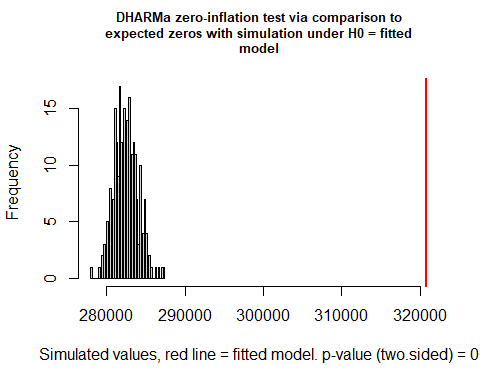 DHARMa zero-inflation test via comparison to
expected zeros with simulation under H0 = fitted
model
Frequency
15
10
5
0
280000 290000 300000 310000 320000
Simulated values, red line = fitted model. p-value (two.sided) = 0